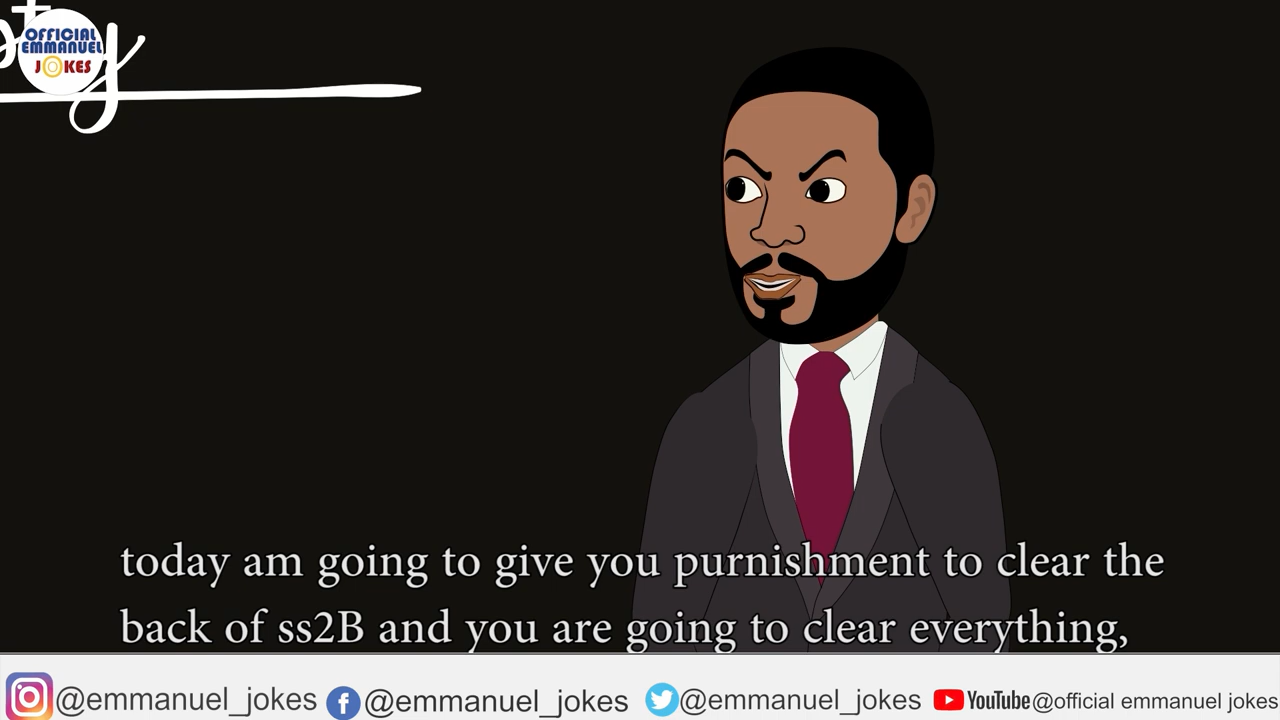 OFFICIAL
EMMANUEL
JOKES
today am going to give you purnishment to clear the
back of ss2B and you are going to clear everything,
@emmanuel_jokes @emmanuel_jokes @emmanuel_jokes YouTube @official emmanuel jokes